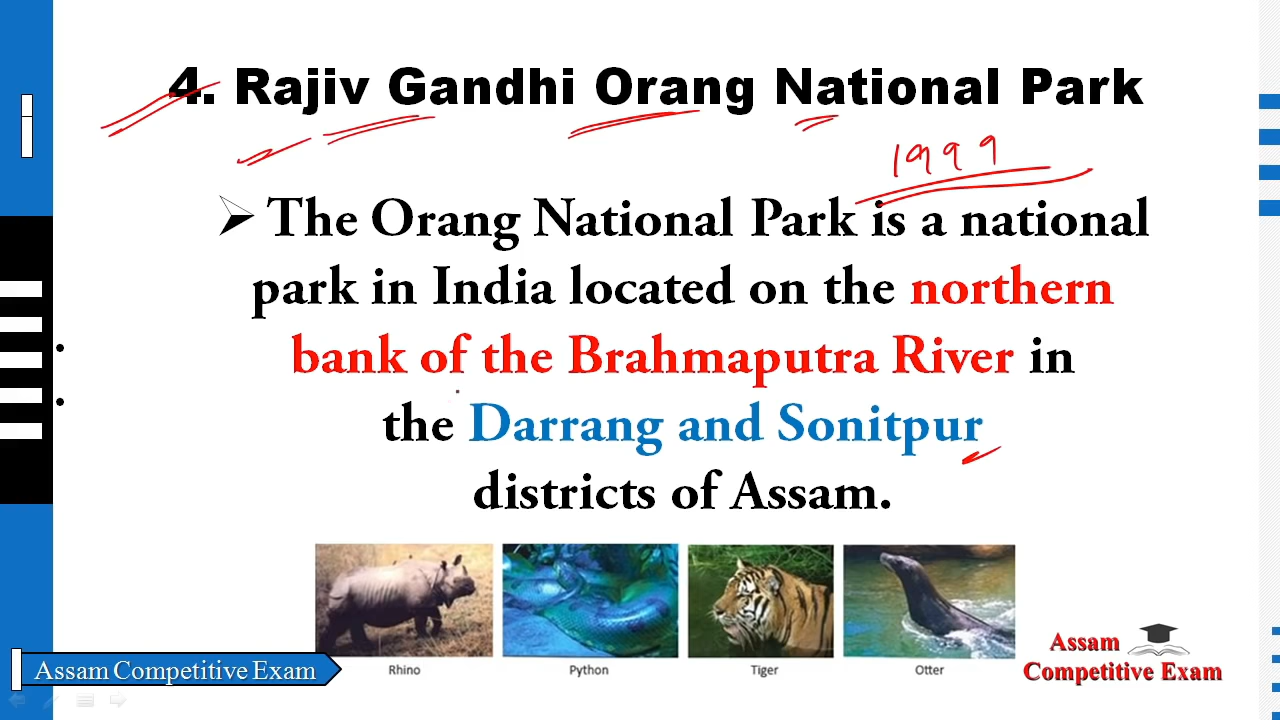 4. Rajiv Gandhi Orang National Park
1999
The Orang National Park is a national
park in India located on the northern
bank of the Brahmaputra River in
the Darrang and Sonitpur
districts of Assam.
Rhino
Python
Tiger
Otter
Assam Competitive Exam
Assam
Competitive Exam